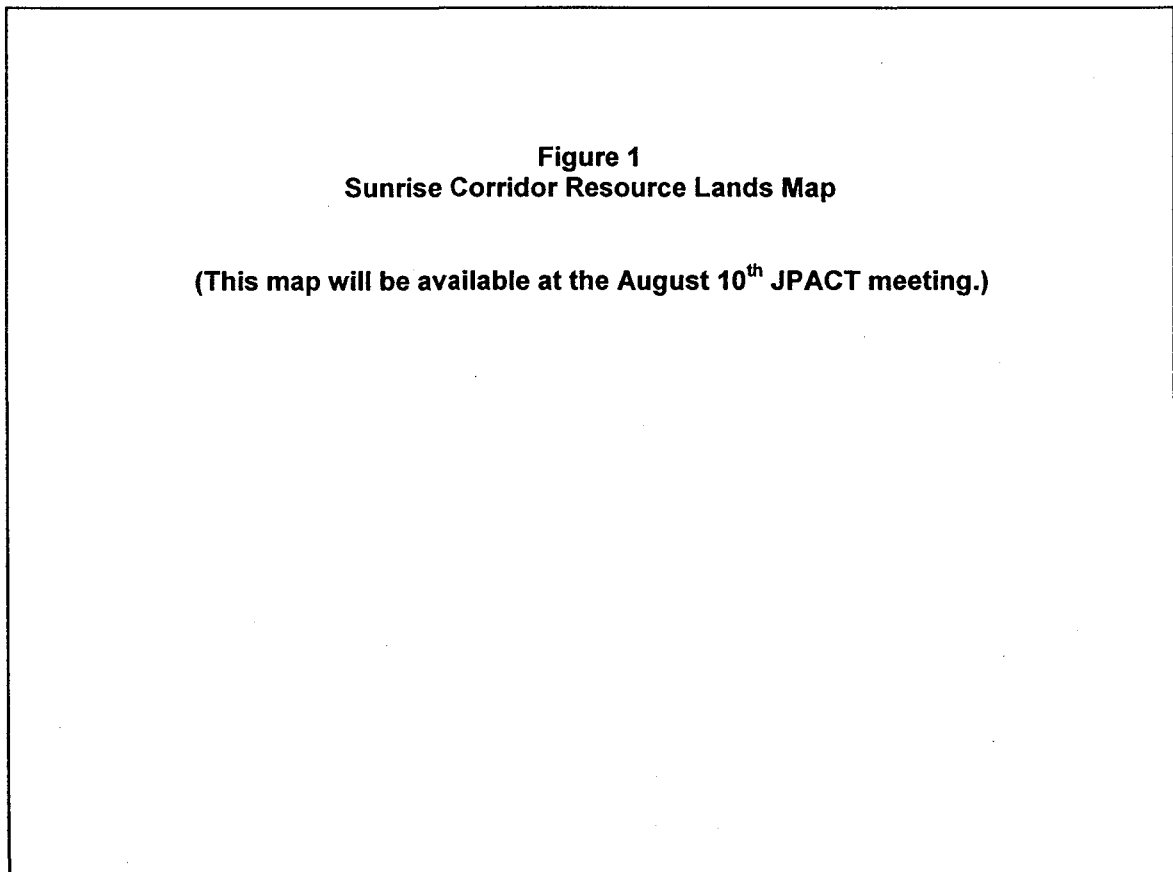 Figure 1
Sunrise Corridor Resource Lands Map
(This map will be available at the August 10th JPACT meeting.)